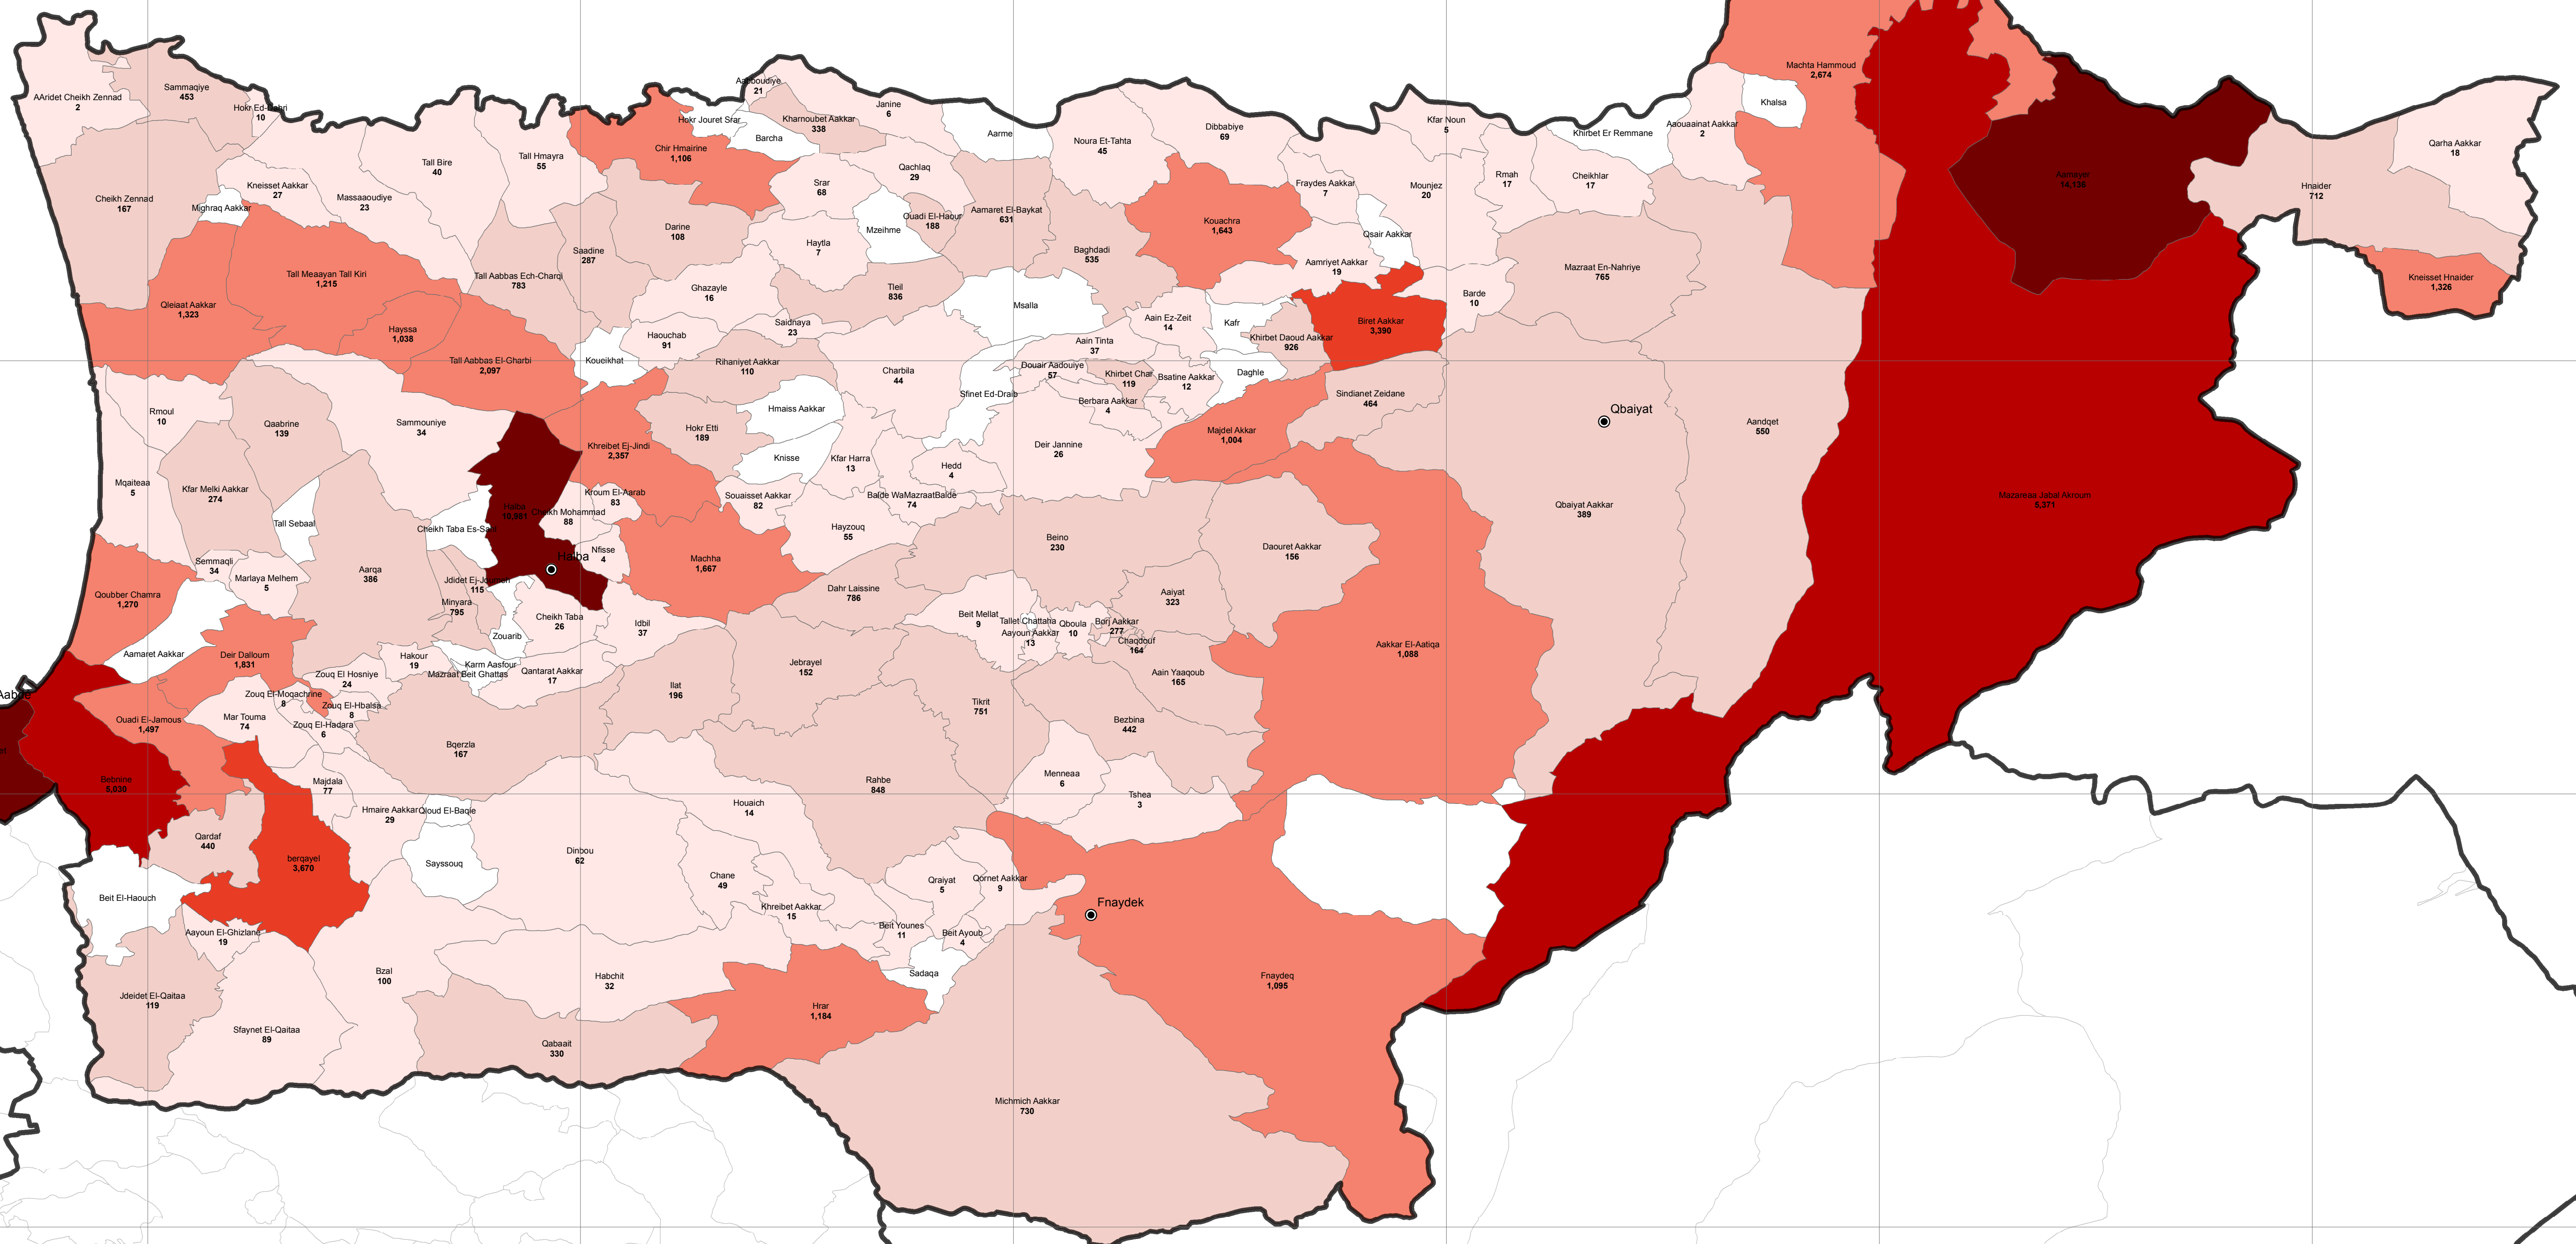 AAridet Cheikh Zennad
2
Sammaqiye
453
Hokr Ed-Dahri
10
Cheikh Zennad
167
Kneisset Aakkar
27
Mighraq Aakkar
Massaaoudiye
23
Tall Bire
40
Tall Hmayra
55
Chir Hmairine
1,106
Hokr Jouret Srar
Aabboudiye
21
Barcha
Kharnoubet Aakkar
338
Janine
6
Aarme
Noura Et-Tahta
45
Dibbabiye
69
Fraydes Aakkar
7
Kfar Noun
5
Mounjez
20
Rmah
17
Khirbet Er Remmane
Cheikhlar
17
Aaouaainat Aakkar
2
Khalsa
Machta Hammoud
2,674
Aamayer
14,136
Hnaider
712
Qarha Aakkar
18
Kneisset Hnaider
1,326
Srar
68
Qachlaq
29
Mzeihme
Ouadi El-Haour
188
Aamaret El-Baykat
631
Baghdadi
535
Kouachra
1,643
Qsair Aakkar
Aamriyet Aakkar
19
Mazraat En-Nahriye
765
Darine
108
Haytla
7
Saadine
287
Tall Aabbas Ech-Charqi
783
Tall Meaayan Tall Kiri
1,215
Qleiaat Aakkar
1,323
Hayssa
1,038
Tall Aabbas El-Gharbi
2,097
Ghazayle
16
Tleil
836
Msalla
Barde
10
Biret Aakkar
3,390
Kafr
Aain Ez-Zeit
14
Khirbet Daoud Aakkar
926
Saidnaya
23
Haouchab
91
Koueikhat
Rihaniyet Aakkar
110
Charbila
44
Aain Tinta
37
Douair Aadouiye
57
Khirbet Char
119
Bsatine Aakkar
12
Daghle
Sfinet Ed-Draib
Berbara Aakkar
4
Sindianet Zeidane
464
Qbaiyat
Aandqet
550
Rmoul
10
Qaabrine
139
Sammouniye
34
Khreibet Ej-Jindi
2,357
Hokr Etti
189
Hmaiss Aakkar
Knisse
Kfar Harra
13
Hedd
4
Deir Jannine
26
Majdel Akkar
1,004
Mqaiteaa
5
Kfar Melki Aakkar
274
Tall Sebaal
Halba
Cheikh Mohammad
88
Kroum El-Aarab
83
Souaisset Aakkar
82
Balde WaMazraatBalde
74
Qbaiyat Aakkar
389
Mazareaa Jabal Akroum
5,371
Cheikh Taba Es-Sahl
Hayzouq
55
Beino
230
Daouret Aakkar
156
Nfisse
4
Halba
Machha
1,667
Semmaqli
34
Marlaya Melhem
5
Aarqa
386
Jdidet Ej-Joumeh
115
Minyara
795
Dahr Laissine
786
Aaiyat
323
Qoubber Chamra
1,270
Cheikh Taba
26
Idbil
37
Beit Mellat
9
Tallet Chattaha
Aayoun Aakkar
13
Qboula
10
Borj Aakkar
277
Chaqdouf
164
Zouarib
Aakkar El-Aatiqa
1,088
Aamaret Aakkar
Deir Dalloum
1,831
Hakour
19
Karm Aasfour
Mazraat Beit Ghattas
Qantarat Aakkar
17
Jebrayel
152
Zouq El Hosniye
24
Aain Yaaqoub
165
Ilat
196
Zouq El-Moqachrine
8
Zouq El-Hbalsa
8
Tikrit
751
Aabde
Ouadi El-Jamous
1,497
Mar Touma
74
Zouq El-Hadara
6
Bezbina
442
Bqerzla
167
Menneaa
6
Bebnine
5,030
Majdala
77
Rahbe
848
Tshea
3
Hmaire Aakkar
29
Qloud El-Baqie
Houaich
14
Qardaf
440
berqayel
3,670
Sayssouq
Dinbou
62
Chane
49
Qraiyat
5
Qornet Aakkar
9
Beit El-Haouch
Khreibet Aakkar
15
Fnaydek
Aayoun El-Ghizlane
19
Beit Younes
11
Beit Ayoub
4
Bzal
100
Habchit
32
Sadaqa
Fnaydeq
1,095
Jdeidet El-Qaitaa
119
Hrar
1,184
Sfaynet El-Qaitaa
89
Qabaait
330
Michmich Aakkar
730